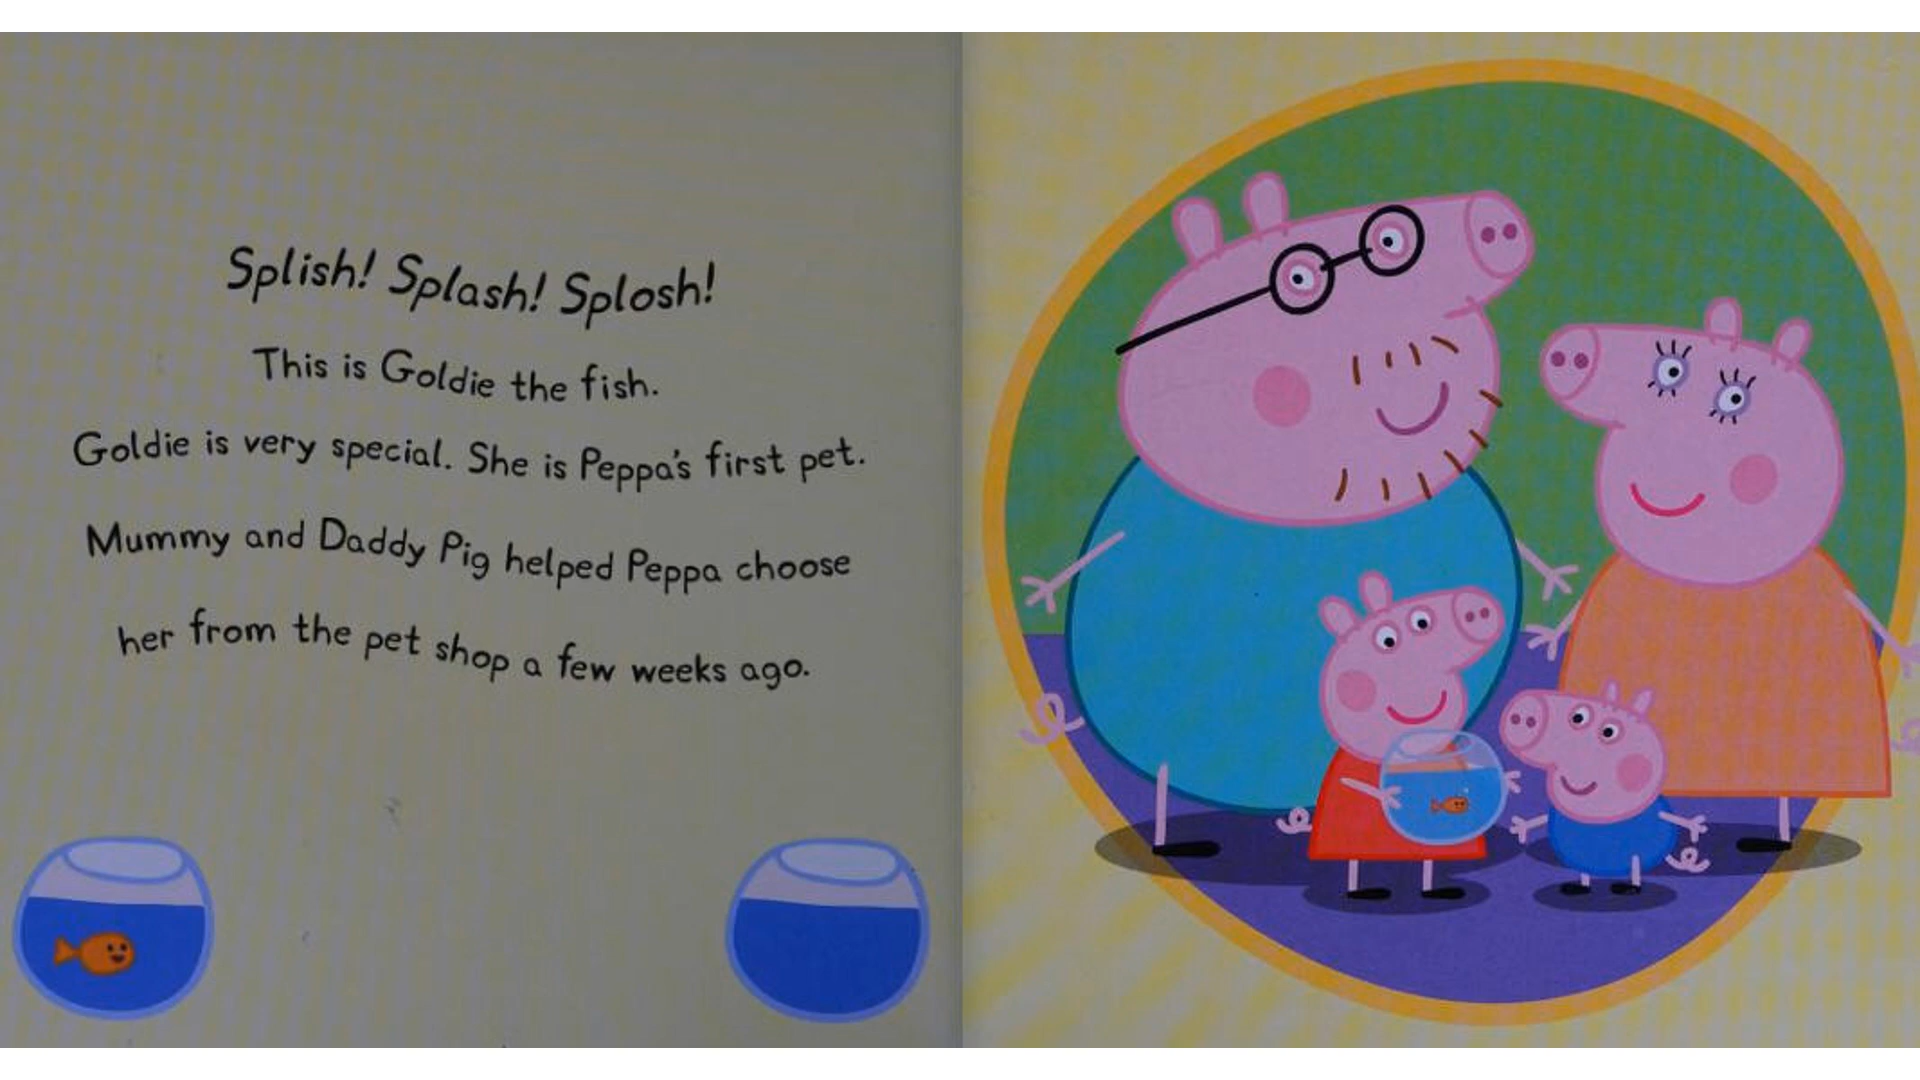 Splish! Splash! Splosh!
This is Goldie the fish.
Goldie is very special. She is Peppa's first pet.
Mummy and Daddy Pig helped Peppa choose
her from the pet shop a few weeks ago.